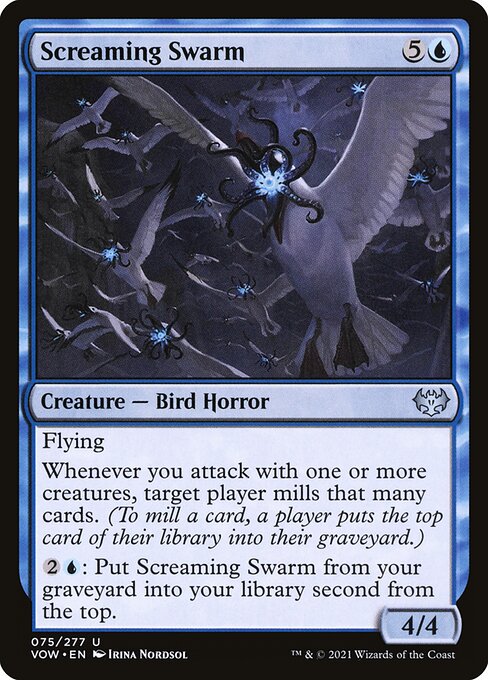 Screaming Swarm 5
Creature — Bird Horror
Flying
Whenever you attack with one or more
creatures, target player mills that many
cards. (To mill a card, a player puts the top
card of their library into their graveyard.)
2: Put Screaming Swarm from your
graveyard into your library second from
the top.
4/4
075/277 U
VOW • EN Irina Nordsol ™ & © 2021 Wizards of the Coast